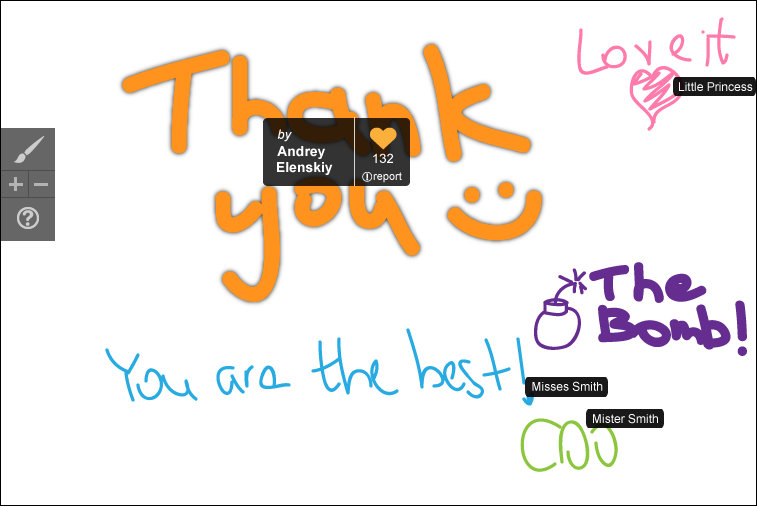 Love it
Little Princess
Thank
by
Andrey
Elenskiy
132
report
you
The
Bomb!
You are the best!
Misses Smith
Mister Smith